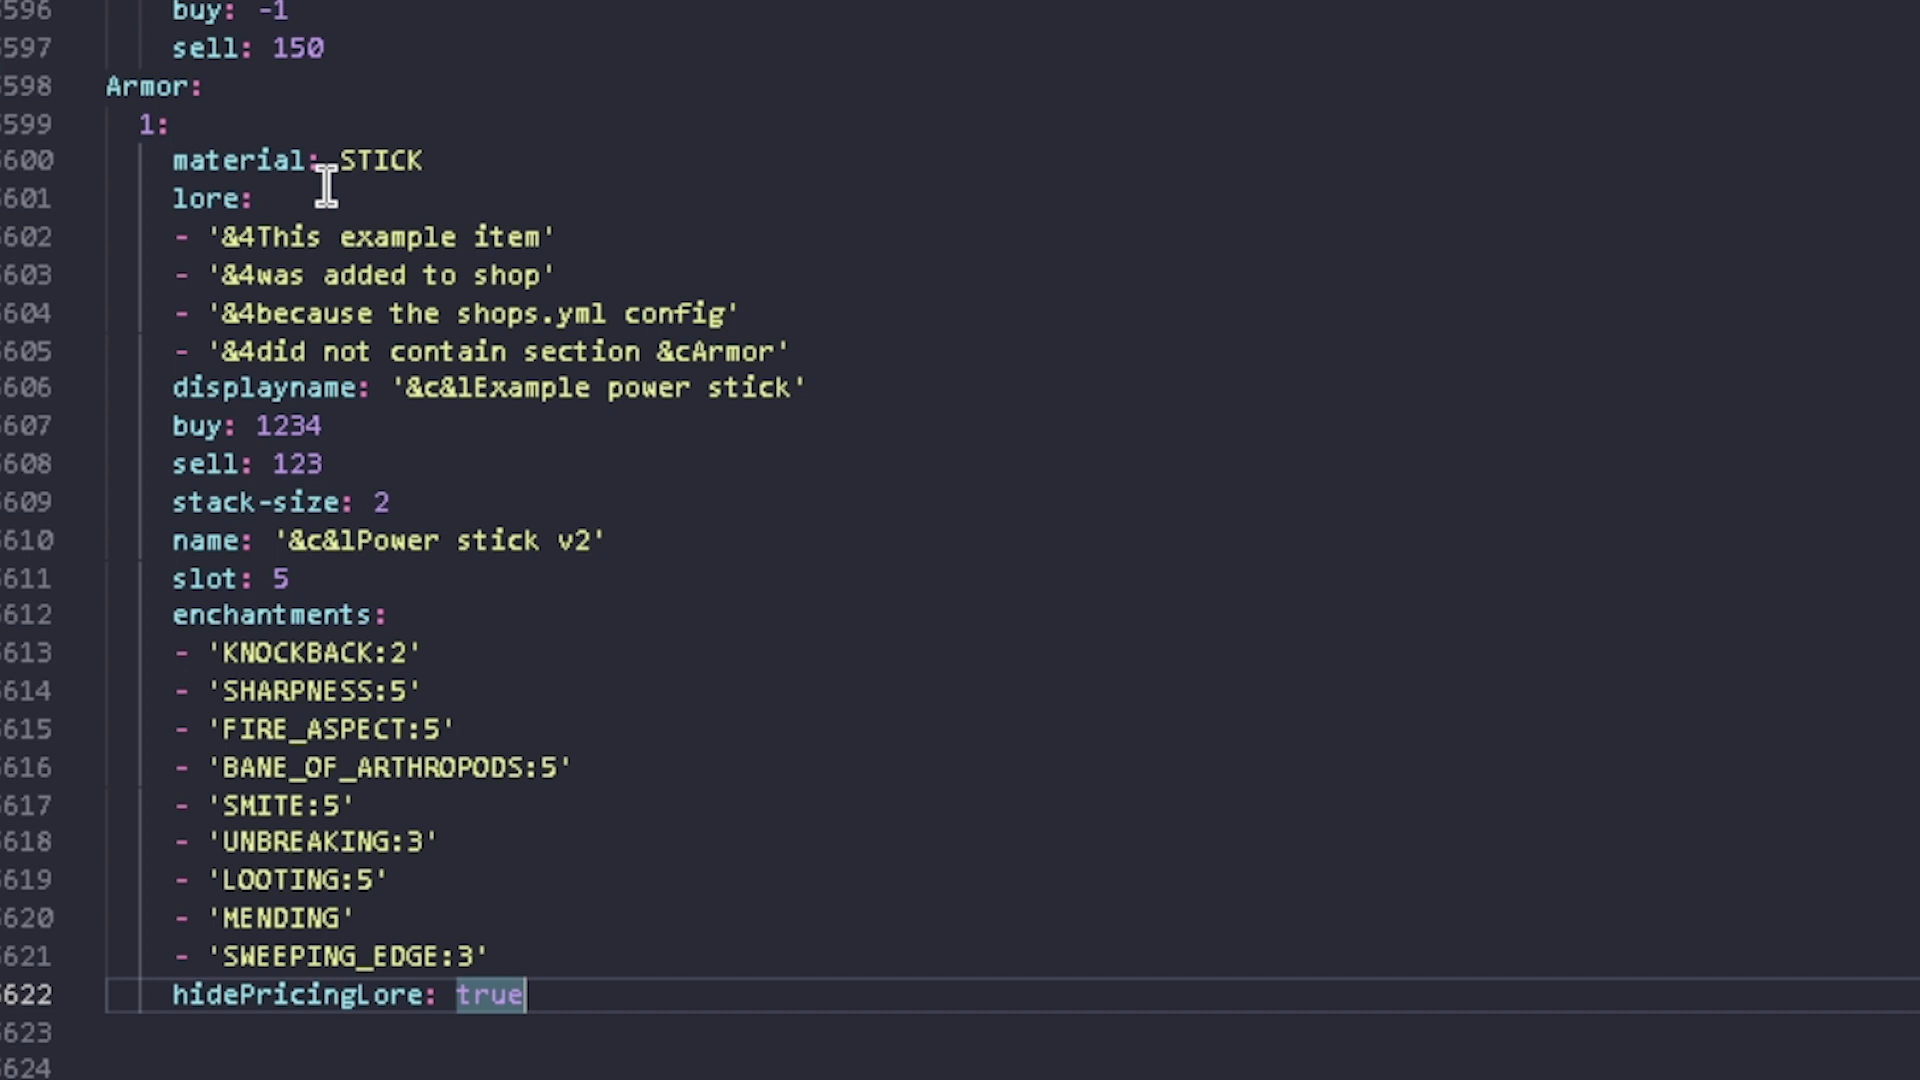 596 buy: -1
597 sell: 150
598 Armor:
599 1:
600 material: STICK
601 lore:
602 - '&4This example item'
603 - '&4was added to shop'
604 - '&4because the shops.yml config'
605 - '&4did not contain section &cArmor'
606 displayname: '&c&lExample power stick'
607 buy: 1234
608 sell: 123
609 stack-size: 2
610 name: '&c&lPower stick v2'
611 slot: 5
612 enchantments:
613 - 'KNOCKBACK:2'
614 - 'SHARPNESS:5'
615 - 'FIRE_ASPECT:5'
616 - 'BANE_OF_ARTHROPODS:5'
617 - 'SMITE:5'
618 - 'UNBREAKING:3'
619 - 'LOOTING:5'
620 - 'MENDING'
621 - 'SWEEPING_EDGE:3'
622 hidePricingLore: true
623
624